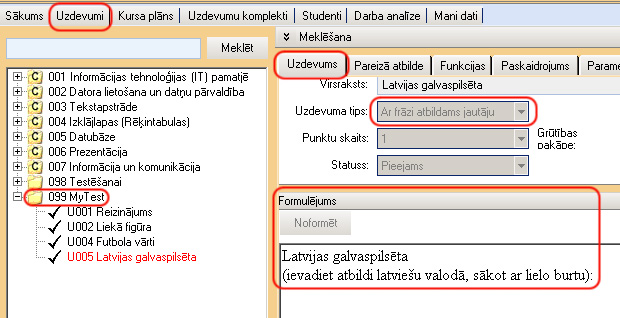 Sākums Uzdevumi Kursa plāns Uzdevumu komplekti Studenti Darba analīze Mani dati
Meklēt
001 Informācijas tehnoloģijas (IT) pamatjē
002 Datora lietošana un datņu pārvaldība
003 Tekstapstrāde
004 Izklājlapas (Rēķintabulas)
005 Datubāze
006 Prezentācija
007 Informācija un komunikācija
098 Testēšanai
099 MyTest
U001 Reizinājums
U002 Liekā figūra
U004 Futbola vārti
U005 Latvijas galvaspilsēta
Meklēšana
Uzdevums Pareizā atbilde Funkcijas Paskaidrojums Parame
Virsraksts: Latvijas galvaspilsēta
Uzdevuma tips: Ar frāzi atbildams jautāju
Punktu skaits: 1 Grūtības pakāpe:
Statuss: Pieejams
Formulējums
Noformēt
Latvijas galvaspilsēta
(ievadiet atbildi latviešu valodā, sākot ar lielo burtu):